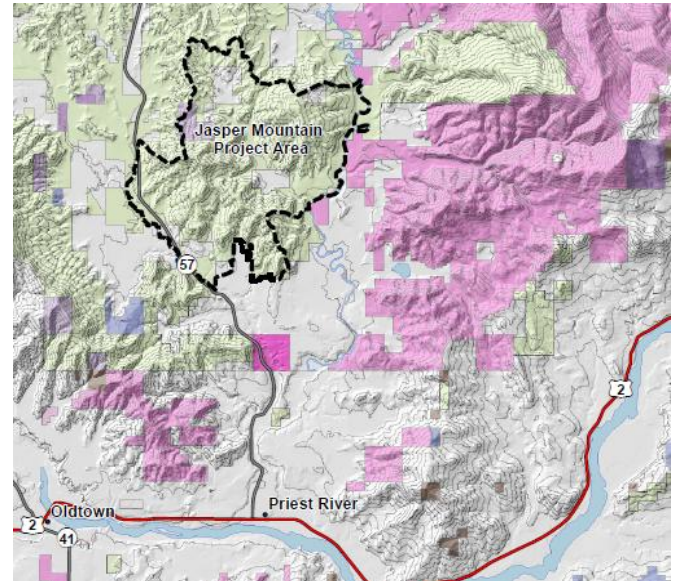 Jasper Mountain
Project Area
57
2
Priest River
Oldtown
2
41